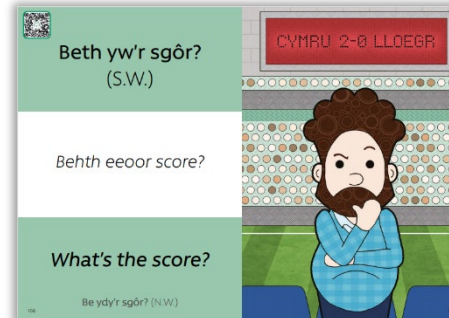 Beth yw'r sgôr?
(S.W.)
CYMRU 2-0 LLOEGR
Behth eeoor score?
What's the score?
Be ydy'r sgôr? (N.W.)